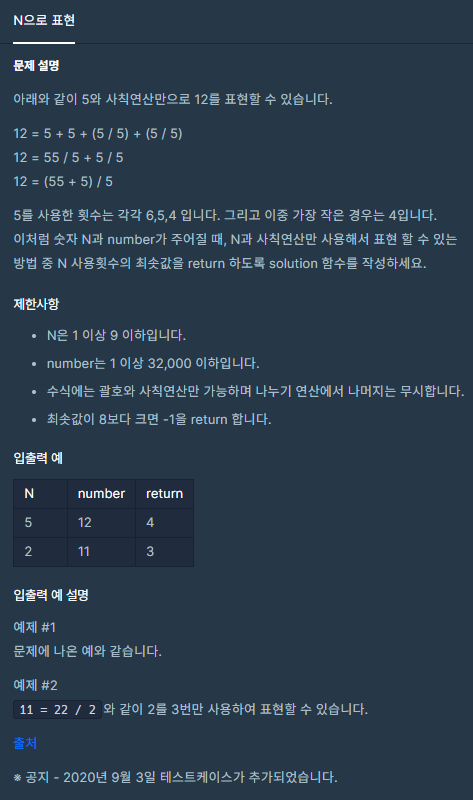 N으로 표현
문제 설명
아래와 같이 5와 사칙연산만으로 12를 표현할 수 있습니다.
12 = 5 + 5 + (5 / 5) + (5 / 5)
12 = 55 / 5 + 5 / 5
12 = (55 + 5) / 5
5를 사용한 횟수는 각각 6,5,4 입니다. 그리고 이중 가장 작은 경우는 4입니다.
이처럼 숫자 N과 number가 주어질 때, N과 사칙연산만 사용해서 표현 할 수 있는
방법 중 N 사용횟수의 최솟값을 return 하도록 solution 함수를 작성하세요.
제한사항
• N은 1 이상 9 이하입니다.
• number는 1 이상 32,000 이하입니다.
• 수식에는 괄호와 사칙연산만 가능하며 나누기 연산에서 나머지는 무시합니다.
• 최솟값이 8보다 크면 -1을 return 합니다.
입출력 예
N number return
5 12 4
2 11 3
입출력 예 설명
예제 #1
문제에 나온 예와 같습니다.
예제 #2
11 = 22 / 2 와 같이 2를 3번만 사용하여 표현할 수 있습니다.
출처
※ 공지 - 2020년 9월 3일 테스트케이스가 추가되었습니다.